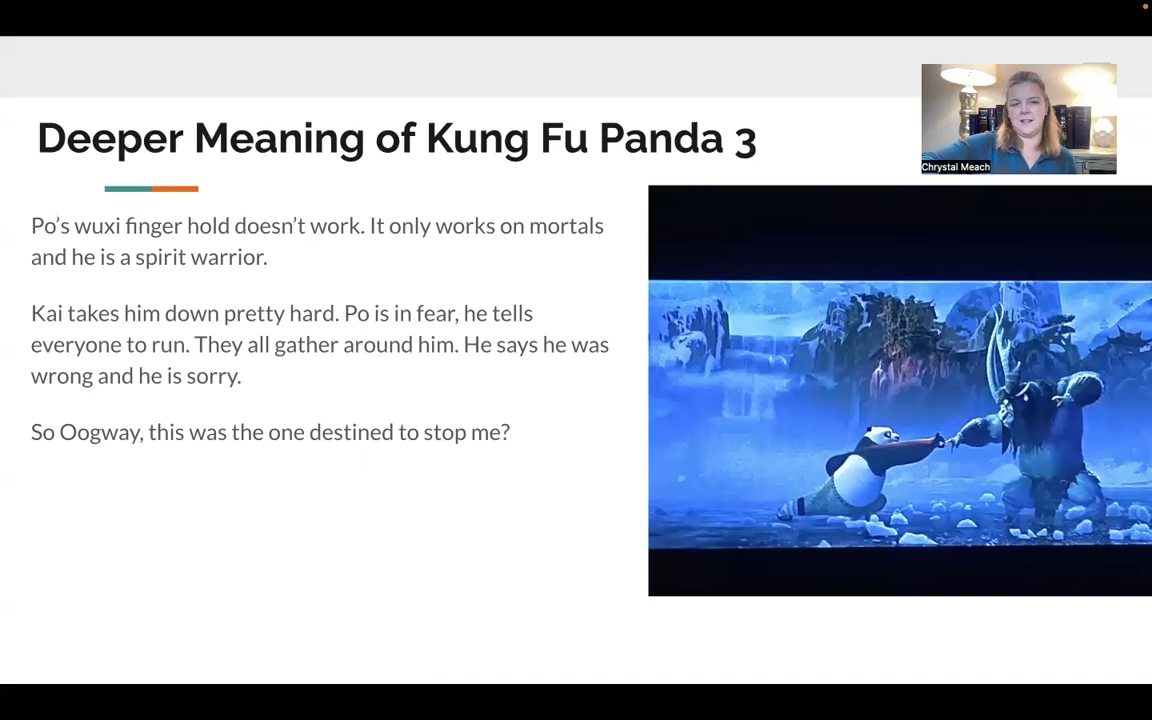 Deeper Meaning of Kung Fu Panda 3
Chrystal Meach
Po’s wuxi finger hold doesn’t work. It only works on mortals
and he is a spirit warrior.
Kai takes him down pretty hard. Po is in fear, he tells
everyone to run. They all gather around him. He says he was
wrong and he is sorry.
So Oogway, this was the one destined to stop me?